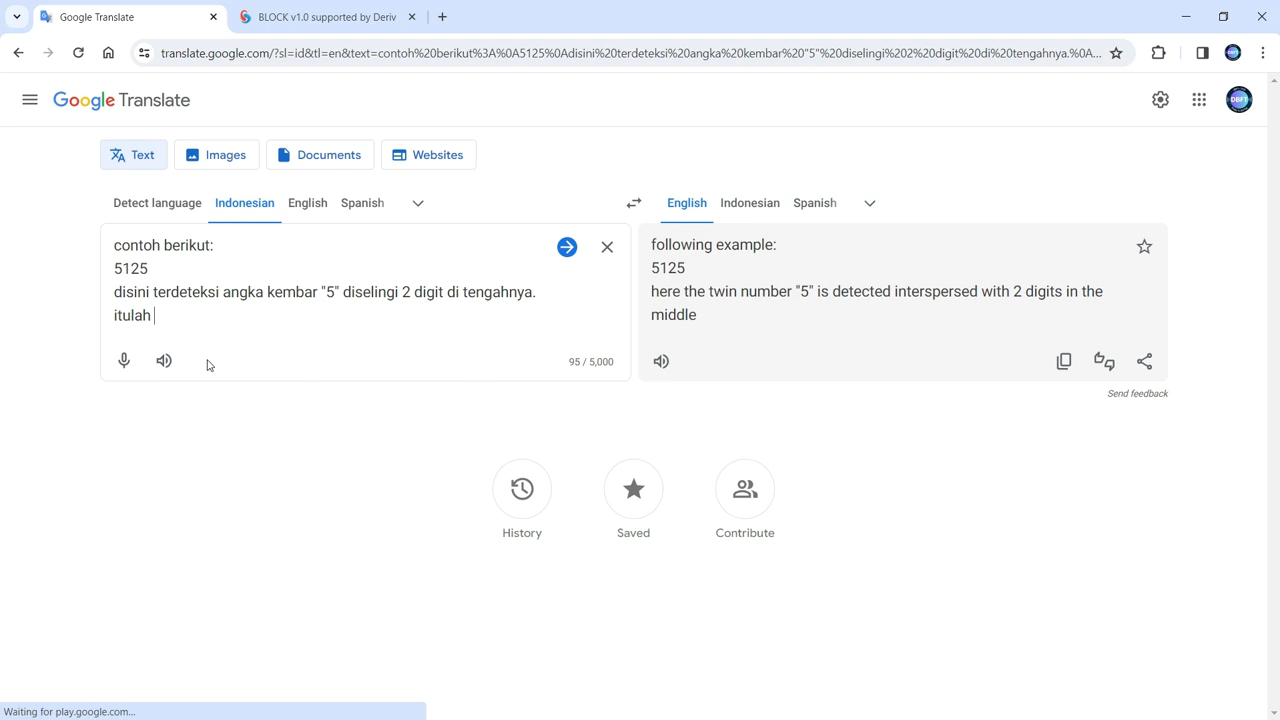 Google Translate
BLOCK v1.0 supported by Deriv
translate.google.com/?sl=id&tl=en&text=contoh%20berikut%3A%0A5125%0Adisini%20terdeteksi%20angka%20kembar%20"5"%20diselingi%202%20digit%20di%20tengahnya.%0A...
Google Translate
DBFT
Text
Images
Documents
Websites
Detect language
Indonesian
English
Spanish
English
Indonesian
Spanish
contoh berikut:
5125
disini terdeteksi angka kembar "5" diselingi 2 digit di tengahnya.
itulah
95 / 5,000
following example:
5125
here the twin number "5" is detected interspersed with 2 digits in the
middle
Send feedback
History
Saved
Contribute
Waiting for play.google.com...